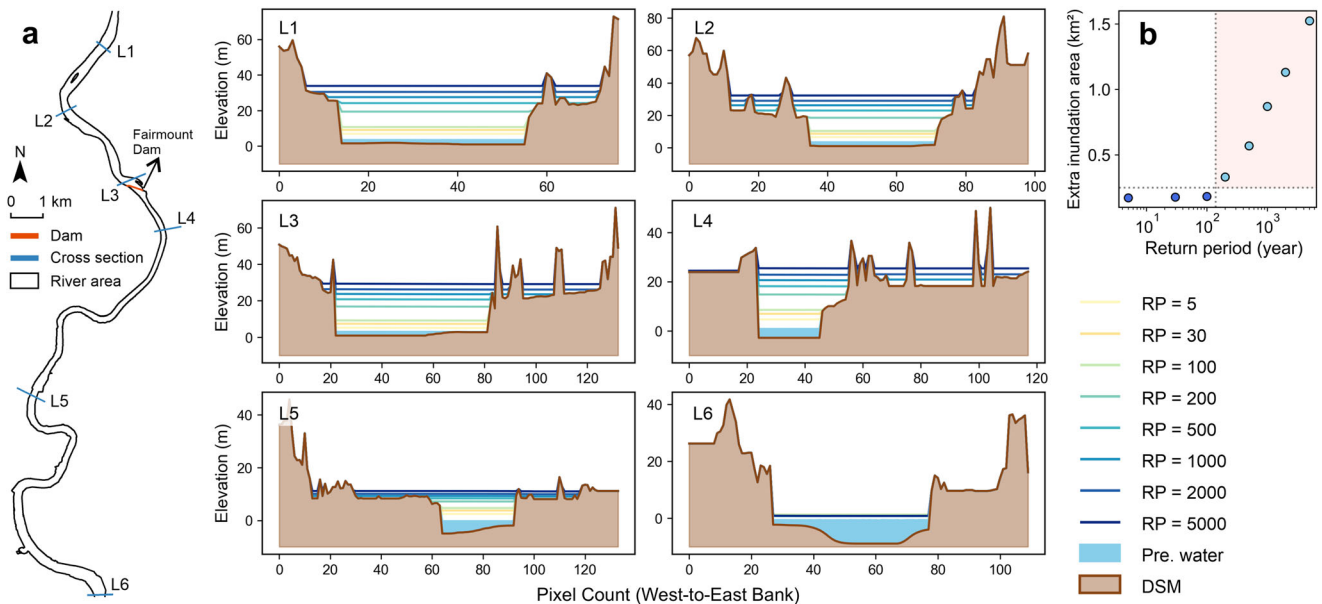 a
L1
L2
Fairmount
Dam
N
L3
0 1 km
L4
Dam
Cross section
River area
L5
L6
L1
Elevation (m)
60
40
20
0
0 20 40 60
L2
80
60
40
20
0
0 20 40 60 80 100
L3
Elevation (m)
60
40
20
0
0 20 40 60 80 100 120
L4
40
20
0
0 20 40 60 80 100 117
L5
Elevation (m)
40
20
0
0 20 40 60 80 100 120
L6
40
20
0
0 20 40 60 80 100
Pixel Count (West-to-East Bank)
b
Extra inundation area (km²)
1.5
1.0
0.5
10¹ 10² 10³
Return period (year)
RP = 5
RP = 30
RP = 100
RP = 200
RP = 500
RP = 1000
RP = 2000
RP = 5000
Pre. water
DSM